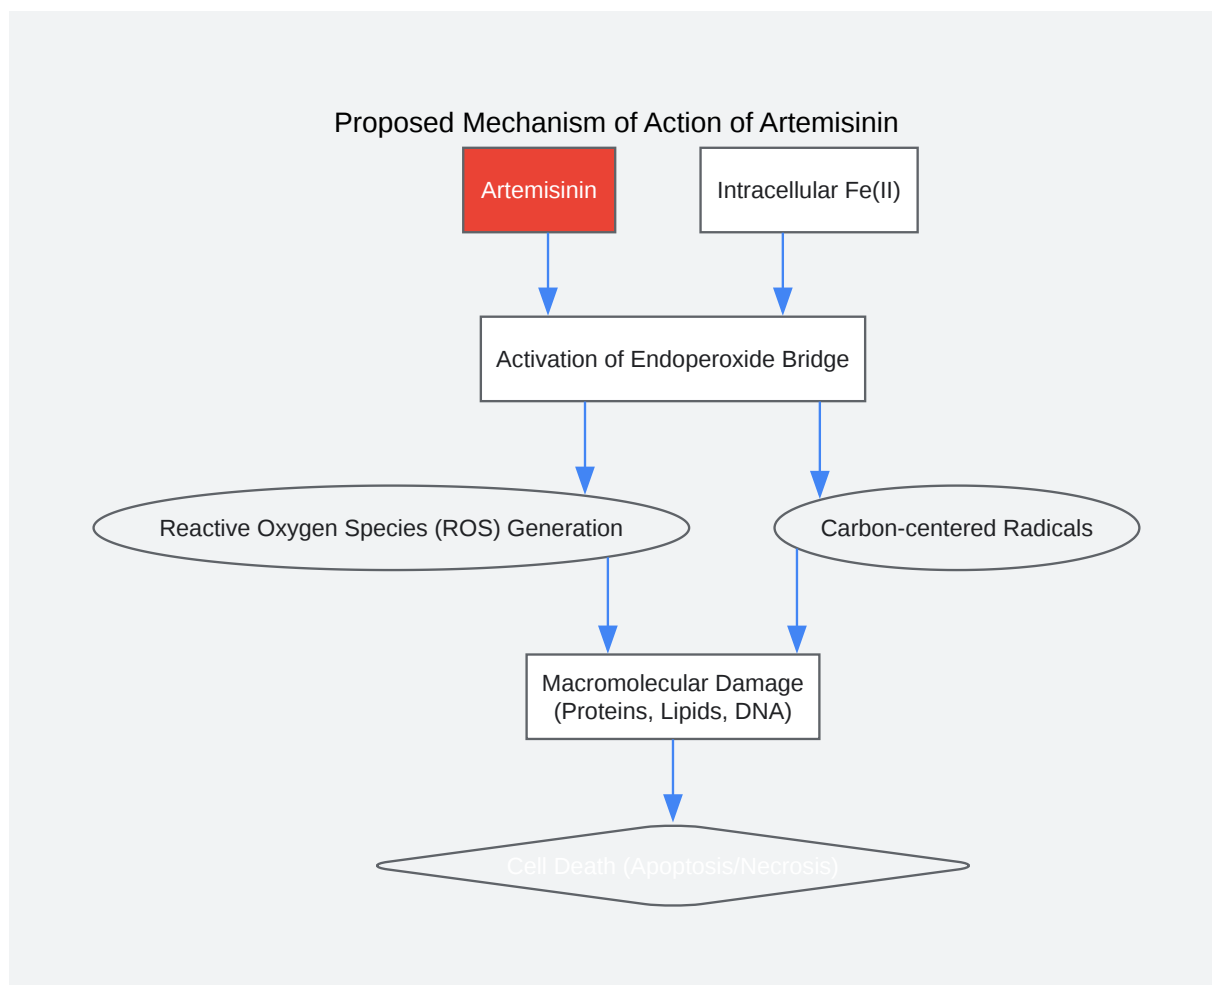 Proposed Mechanism of Action of Artemisinin
Artemisinin
Intracellular Fe(II)
Activation of Endoperoxide Bridge
Reactive Oxygen Species (ROS) Generation
Carbon-centered Radicals
Macromolecular Damage
(Proteins, Lipids, DNA)
Cell Death (Apoptosis/Necrosis)